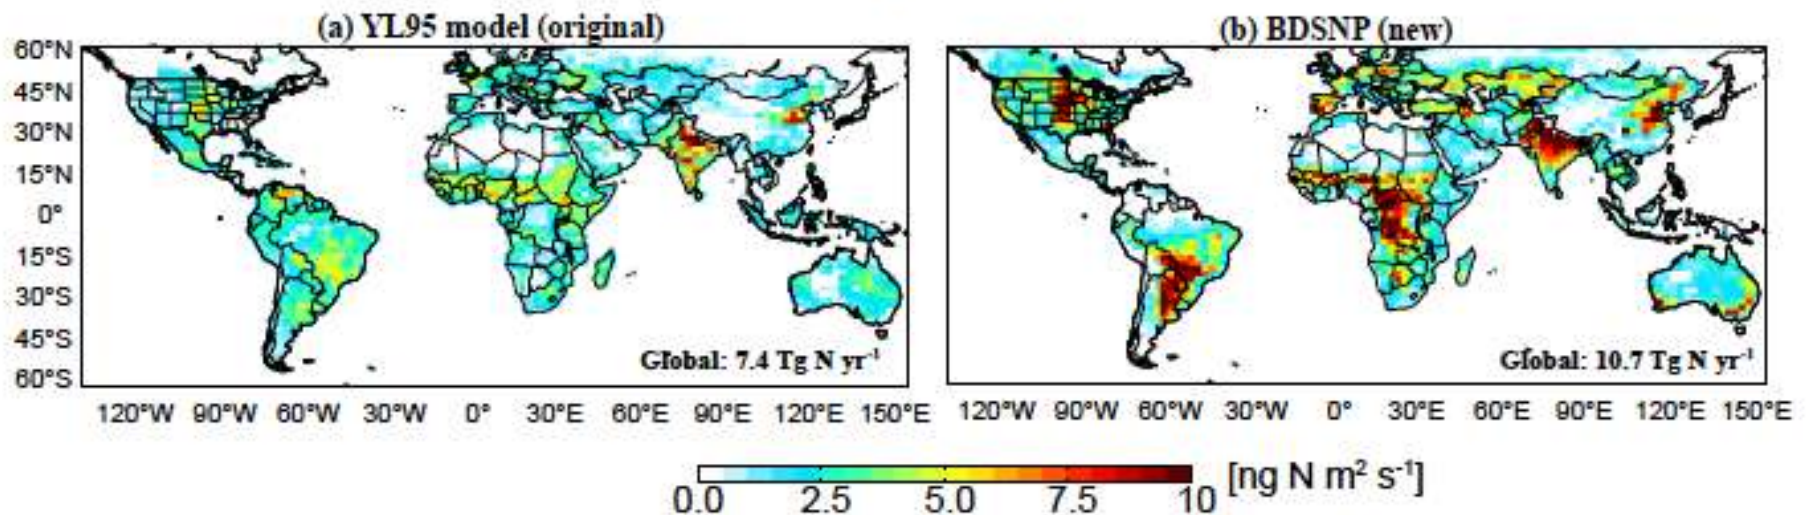 (a) YL95 model (original)
(b) BDSNP (new)
60°N
45°N
30°N
15°N
0°
15°S
30°S
45°S
60°S
Global: 7.4 Tg N yr⁻¹
Global: 10.7 Tg N yr⁻¹
120°W 90°W 60°W 30°W 0° 30°E 60°E 90°E 120°E 150°E
120°W 90°W 60°W 30°W 0° 30°E 60°E 90°E 120°E 150°E
0.0 2.5 5.0 7.5 10 [ng N m² s⁻¹]